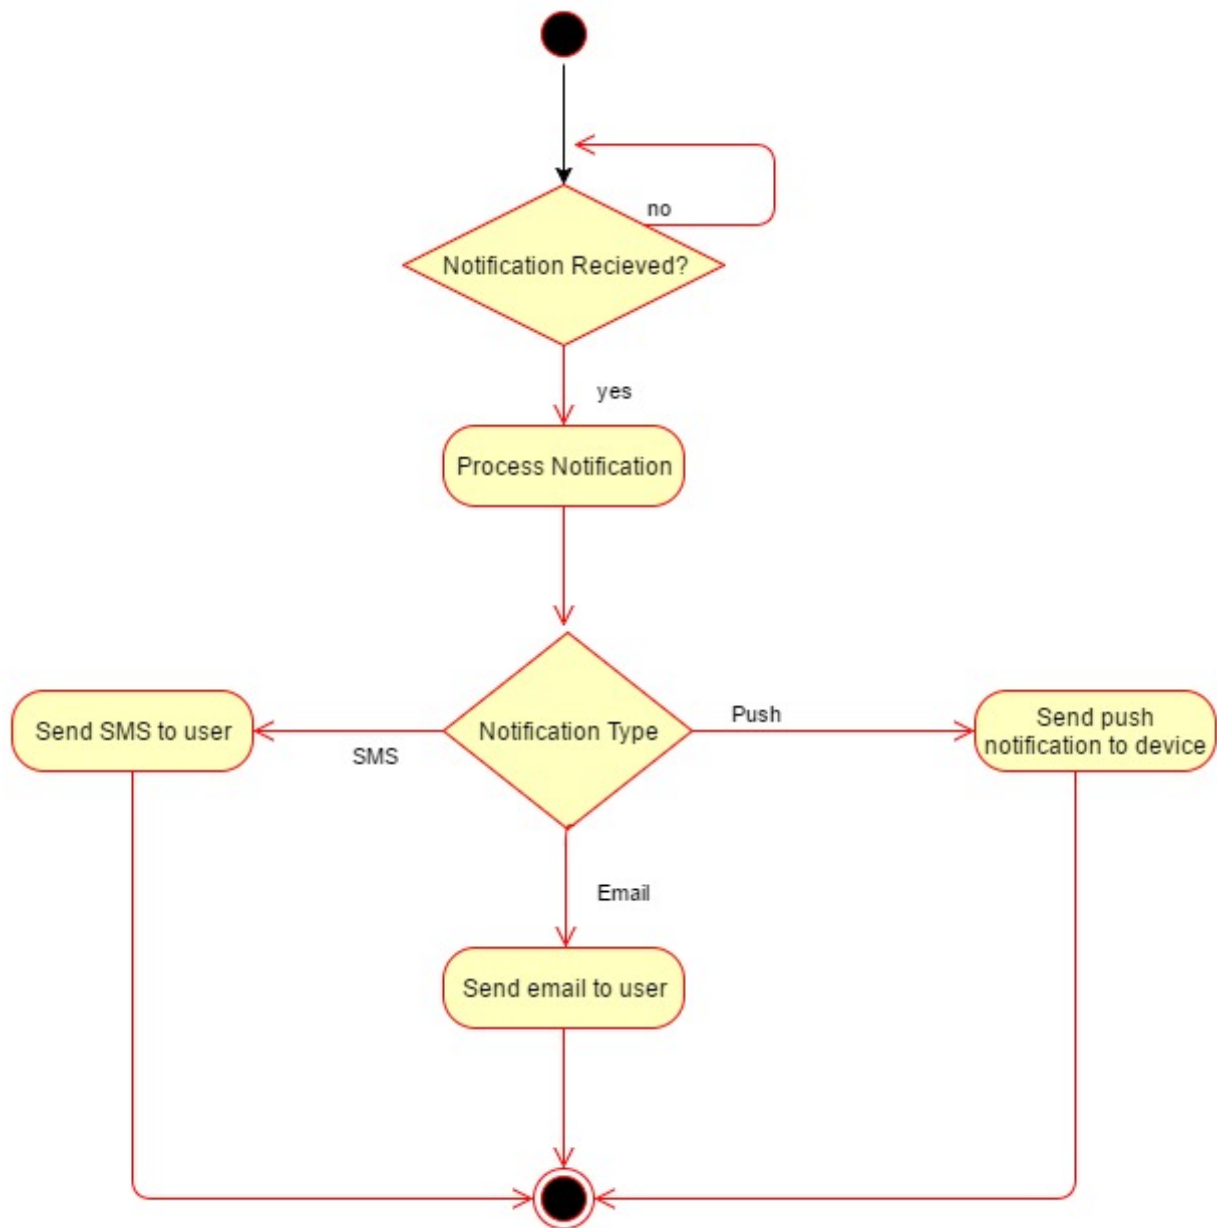 no
Notification Recieved?
yes
Process Notification
Send SMS to user
SMS
Notification Type
Push
Send push
notification to device
Email
Send email to user